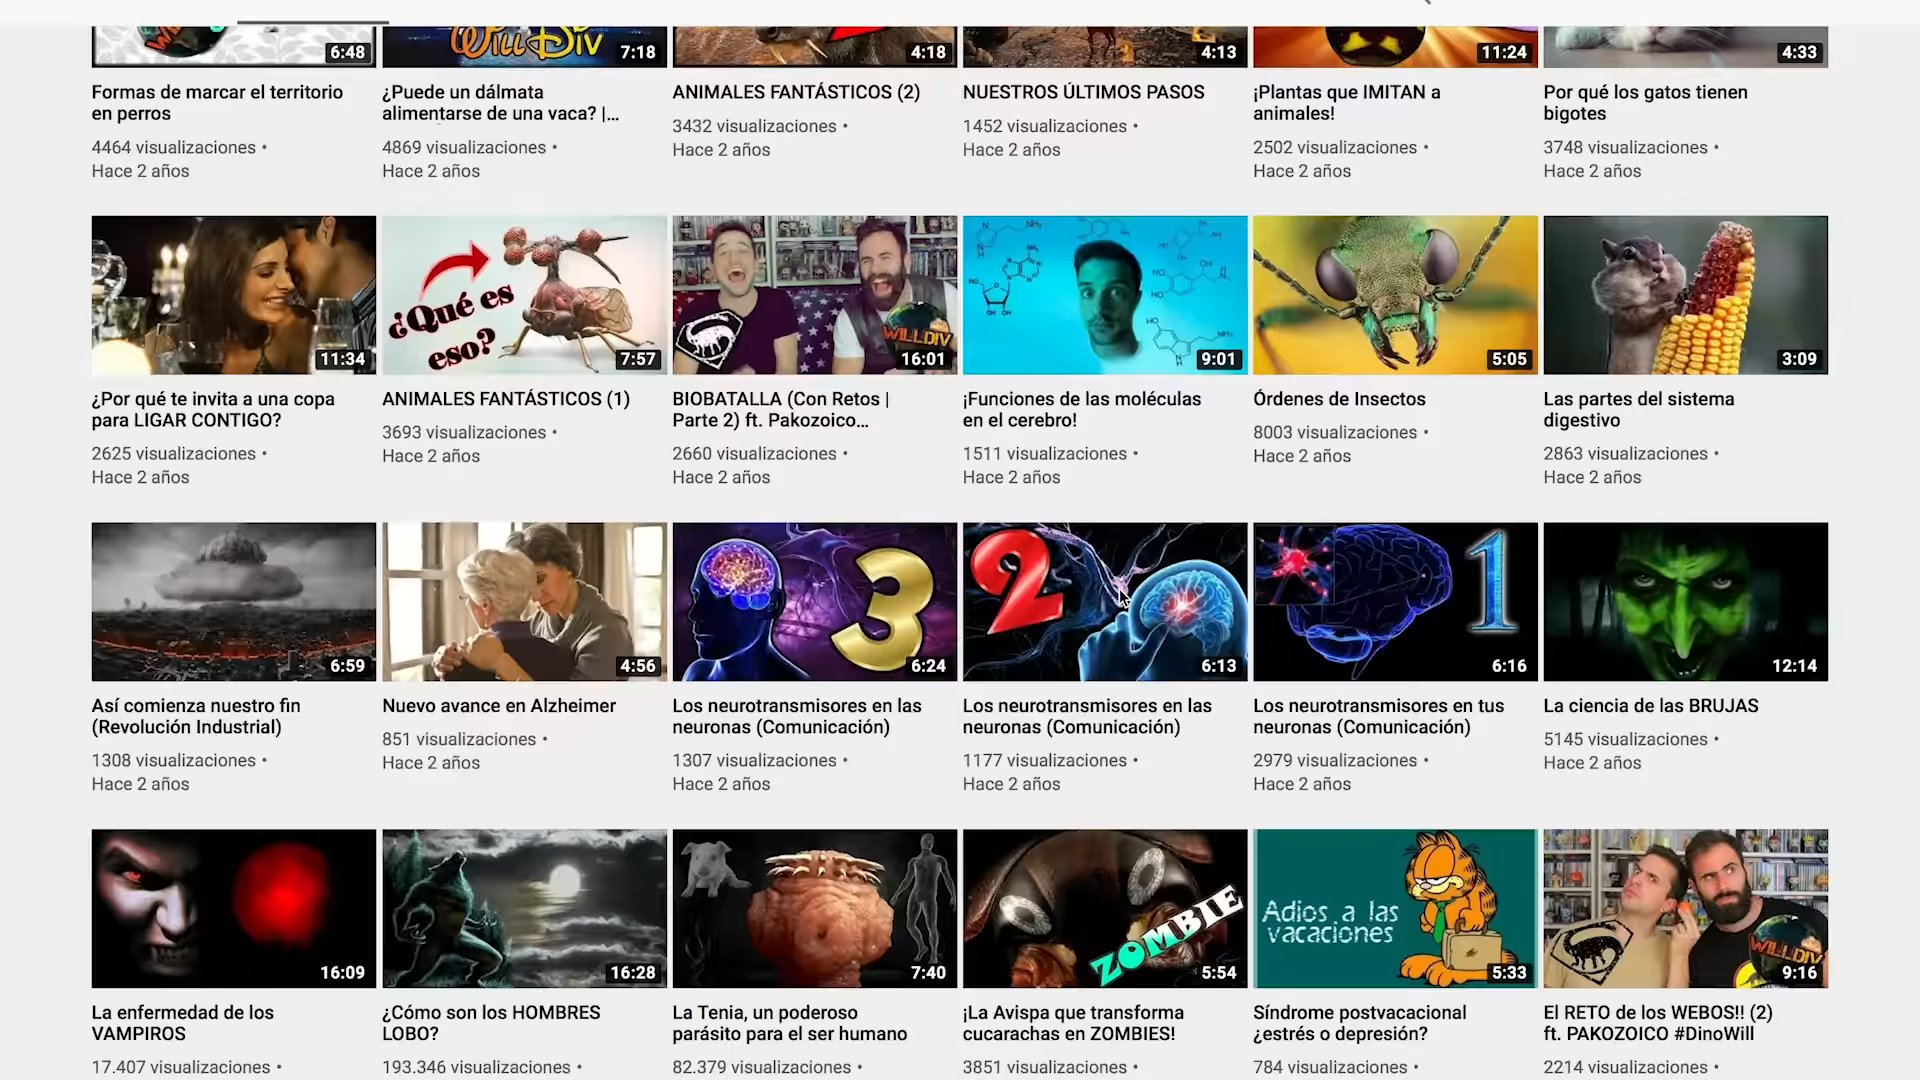 WillDiv
6:48
7:18
4:18
4:13
11:24
4:33
Formas de marcar el territorio
en perros
4464 visualizaciones •
Hace 2 años
¿Puede un dálmata
alimentarse de una vaca? |...
4869 visualizaciones •
Hace 2 años
ANIMALES FANTÁSTICOS (2)
3432 visualizaciones •
Hace 2 años
NUESTROS ÚLTIMOS PASOS
1452 visualizaciones •
Hace 2 años
¡Plantas que IMITAN a
animales!
2502 visualizaciones •
Hace 2 años
Por qué los gatos tienen
bigotes
3748 visualizaciones •
Hace 2 años
11:34
¿Qué es
eso?
7:57
WILLDIV
16:01
9:01
5:05
3:09
¿Por qué te invita a una copa
para LIGAR CONTIGO?
2625 visualizaciones •
Hace 2 años
ANIMALES FANTÁSTICOS (1)
3693 visualizaciones •
Hace 2 años
BIOBATALLA (Con Retos |
Parte 2) ft. Pakozoico...
2660 visualizaciones •
Hace 2 años
¡Funciones de las moléculas
en el cerebro!
1511 visualizaciones •
Hace 2 años
Órdenes de Insectos
8003 visualizaciones •
Hace 2 años
Las partes del sistema
digestivo
2863 visualizaciones •
Hace 2 años
6:59
4:56
3
6:24
2
6:13
1
6:16
12:14
Así comienza nuestro fin
(Revolución Industrial)
1308 visualizaciones •
Hace 2 años
Nuevo avance en Alzheimer
851 visualizaciones •
Hace 2 años
Los neurotransmisores en las
neuronas (Comunicación)
1307 visualizaciones •
Hace 2 años
Los neurotransmisores en las
neuronas (Comunicación)
1177 visualizaciones •
Hace 2 años
Los neurotransmisores en tus
neuronas (Comunicación)
2979 visualizaciones •
Hace 2 años
La ciencia de las BRUJAS
5145 visualizaciones •
Hace 2 años
16:09
16:28
7:40
ZOMBIE
5:54
Adios a las
vacaciones
5:33
WILLDIV
9:16
La enfermedad de los
VAMPIROS
17.407 visualizaciones •
¿Cómo son los HOMBRES
LOBO?
193.346 visualizaciones •
La Tenia, un poderoso
parásito para el ser humano
82.379 visualizaciones •
¡La Avispa que transforma
cucarachas en ZOMBIES!
3851 visualizaciones •
Síndrome postvacacional
¿estrés o depresión?
784 visualizaciones •
El RETO de los WEBOS!! (2)
ft. PAKOZOICO #DinoWill
2214 visualizaciones •